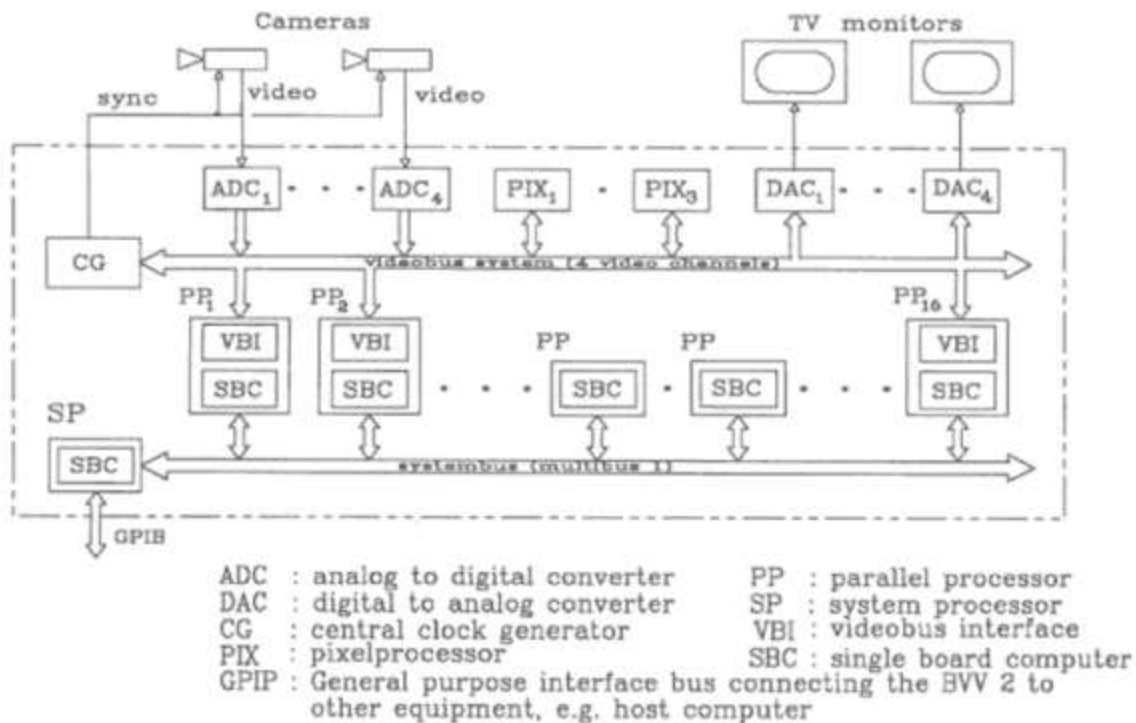 Cameras TV monitors
sync video video
ADC1 · · · ADC4 PIX1 · PIX3 DAC1 · · · DAC4
CG
videobus system (4 video channels)
PP1 PP2 PP16
VBI VBI VBI
PP PP
SBC SBC · · · SBC · SBC · · · SBC
SP
SBC
systembus (multibus 1)
GPIB
ADC : analog to digital converter
DAC : digital to analog converter
CG : central clock generator
PIX : pixelprocessor
GPIP : General purpose interface bus connecting the BVV 2 to
other equipment, e.g. host computer
PP : parallel processor
SP : system processor
VBI : videobus interface
SBC : single board computer